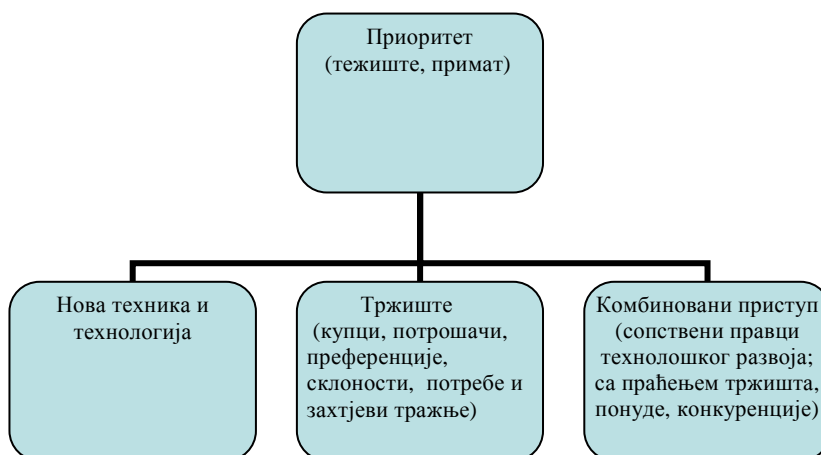 Приоритет
(тежиште, примат)
Нова техника и
технологија
Тржиште
(купци, потрошачи,
преференције,
склоности, потребе и
захтјеви тражње)
Комбиновани приступ
(сопствени правци
технолошког развоја;
са праћењем тржишта,
понуде, конкуренције)